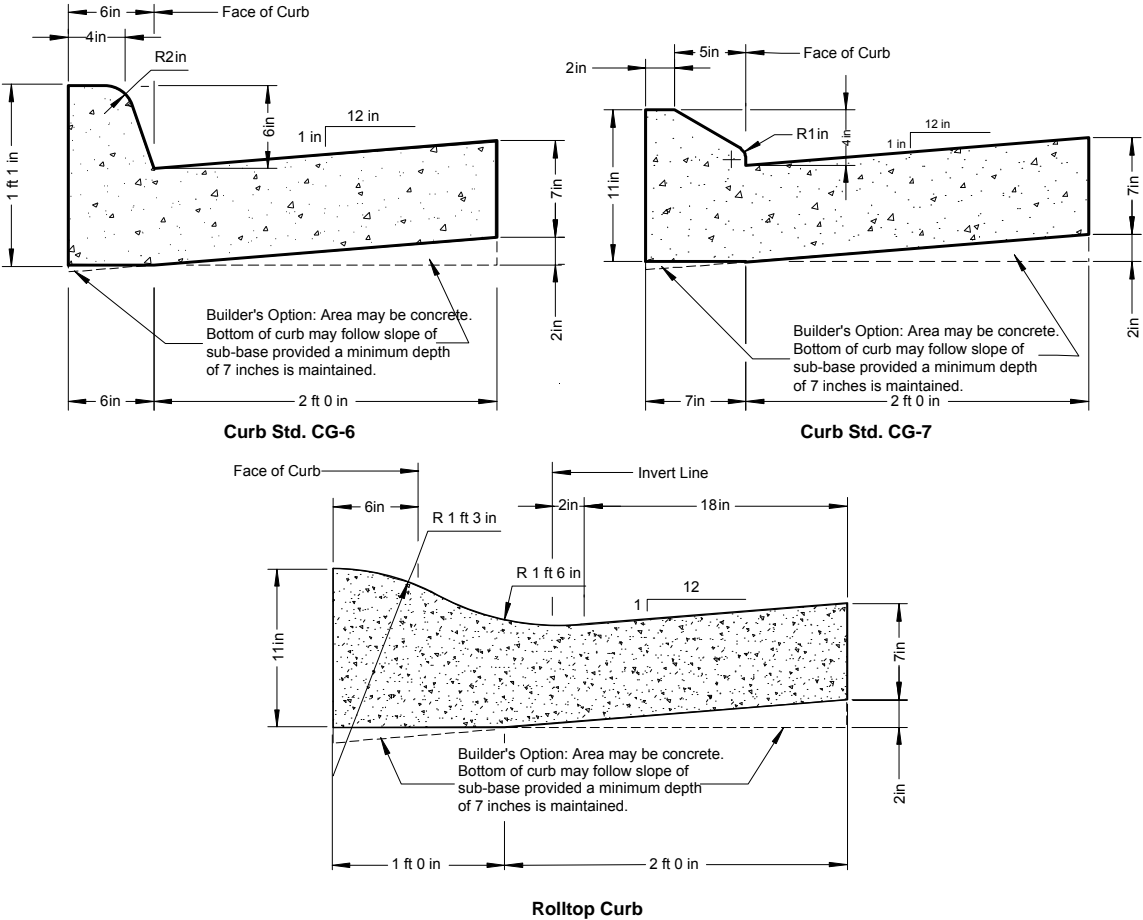 6in
Face of Curb
4in
R2in
1 ft 1 in
6in
12 in
1 in
7in
2in
Builder's Option: Area may be concrete.
Bottom of curb may follow slope of
sub-base provided a minimum depth
of 7 inches is maintained.
6in
2 ft 0 in
Curb Std. CG-6
5in
Face of Curb
2in
11in
R1in
4in
12 in
1 in
7in
2in
Builder's Option: Area may be concrete.
Bottom of curb may follow slope of
sub-base provided a minimum depth
of 7 inches is maintained.
7in
2 ft 0 in
Curb Std. CG-7
Face of Curb
Invert Line
6in
2in
18in
R 1 ft 3 in
R 1 ft 6 in
12
1
11in
7in
2in
Builder's Option: Area may be concrete.
Bottom of curb may follow slope of
sub-base provided a minimum depth
of 7 inches is maintained.
1 ft 0 in
2 ft 0 in
Rolltop Curb